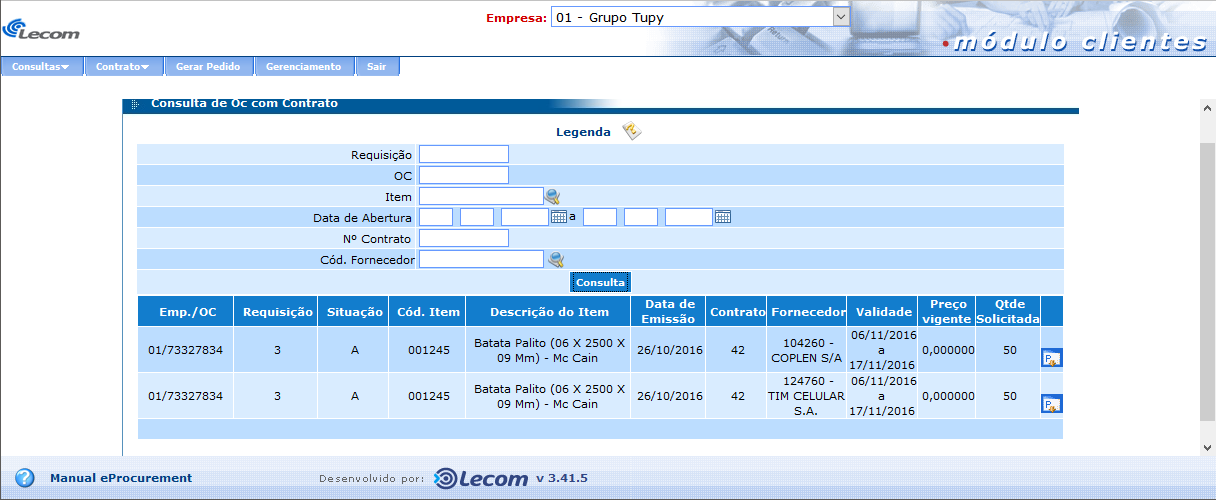 Empresa: 01 - Grupo Tupy
Lecom
módulo clientes
Consultas Contrato Gerar Pedido Gerenciamento Sair
Consulta de Oc com Contrato
Legenda
Requisição
OC
Item
Data de Abertura a
Nº Contrato
Cód. Fornecedor
Consulta
Emp./OC Requisição Situação Cód. Item Descrição do Item Data de Emissão Contrato Fornecedor Validade Preço vigente Qtde Solicitada
01/73327834 3 A 001245 Batata Palito (06 X 2500 X 09 Mm) - Mc Cain 26/10/2016 42 104260 - COPLEN S/A 06/11/2016 a 17/11/2016 0,000000 50
01/73327834 3 A 001245 Batata Palito (06 X 2500 X 09 Mm) - Mc Cain 26/10/2016 42 124760 - TIM CELULAR S.A. 06/11/2016 a 17/11/2016 0,000000 50
Manual eProcurement Desenvolvido por: Lecom v 3.41.5